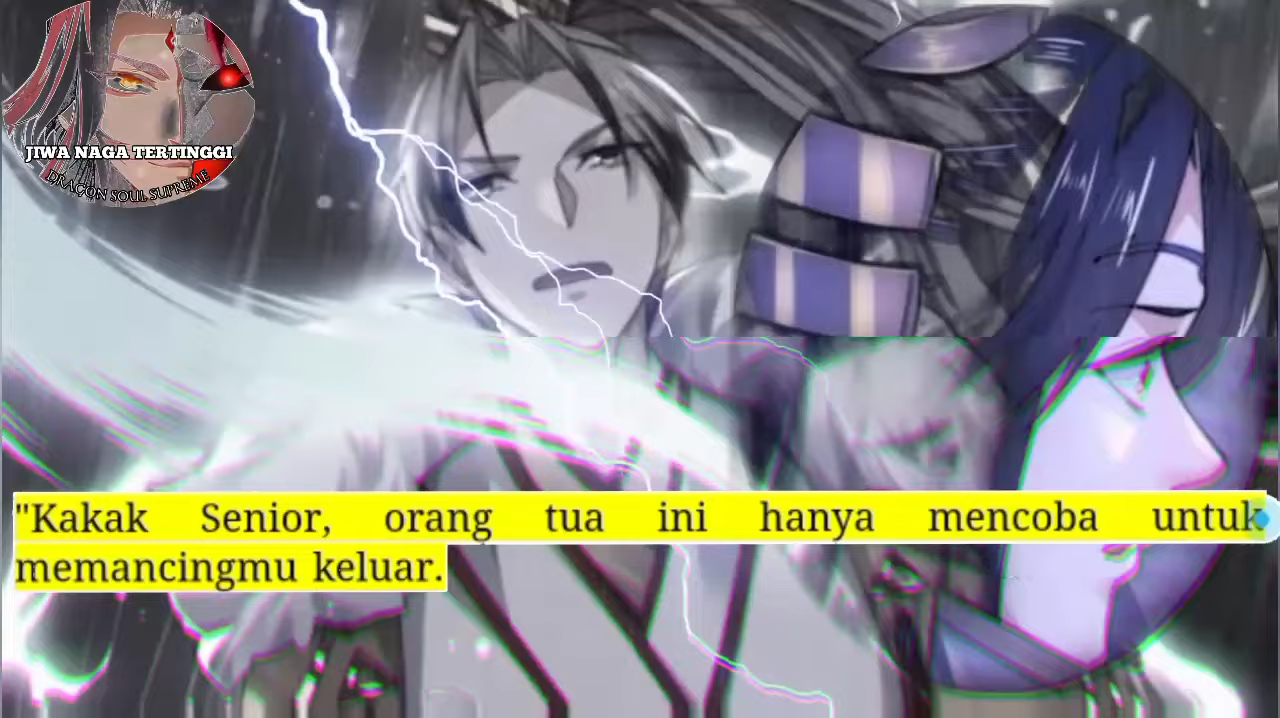 JIWA NAGA TERTINGGI
DRAGON SOUL SUPREME
"Kakak Senior, orang tua ini hanya mencoba untuk
memancingmu keluar.